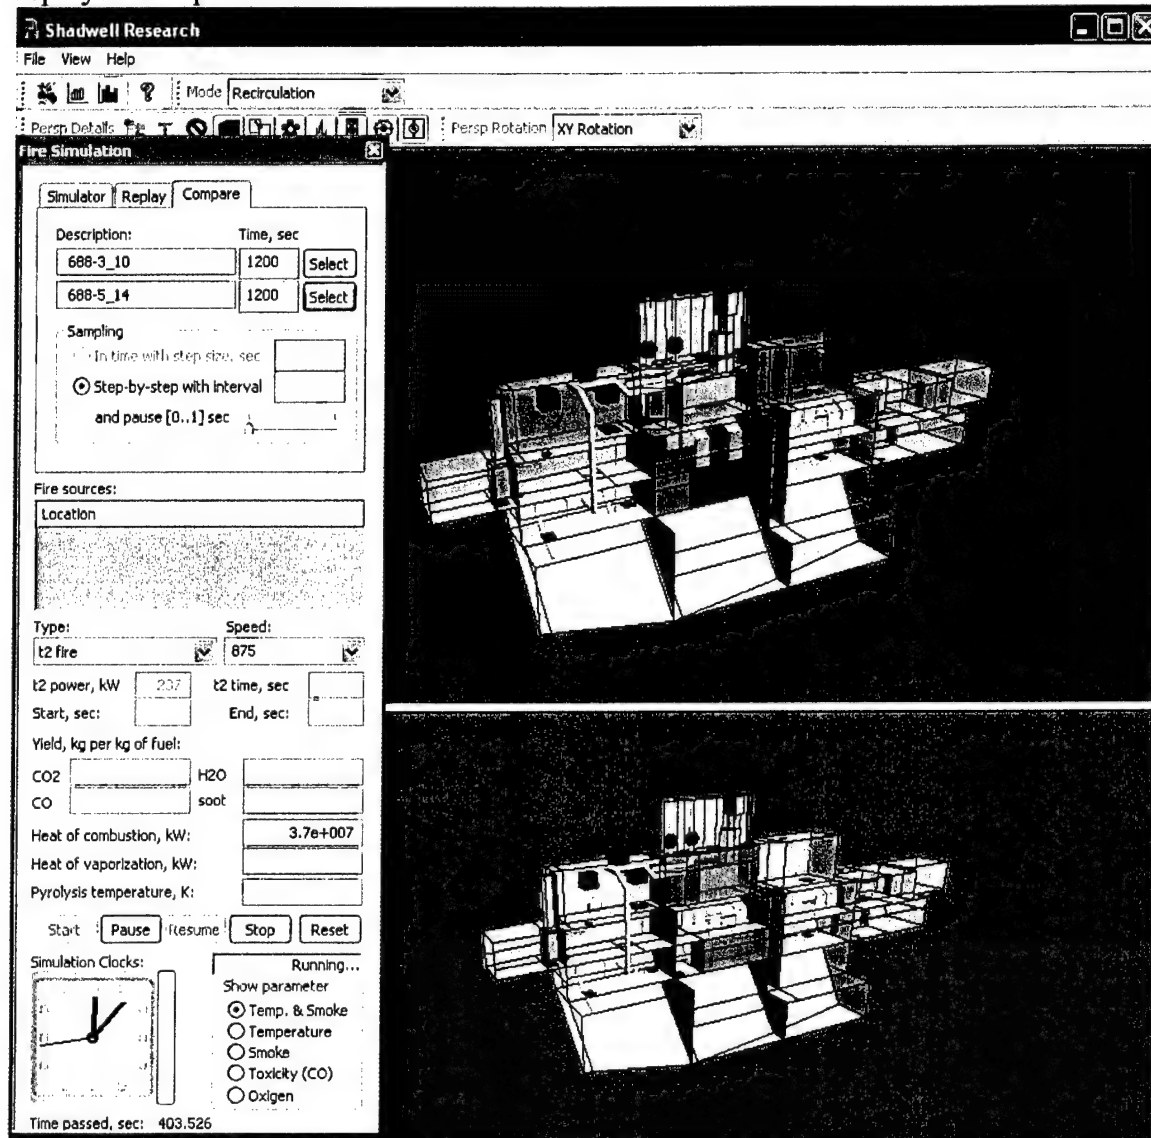 Shadwell Research
File View Help
Mode Recirculation
Persp Details Persp Rotation XY Rotation
Fire Simulation
Simulator Replay Compare
Description: Time, sec
688-3_10 1200 Select
688-5_14 1200 Select
Sampling
In time with step size, sec
Step-by-step with interval
and pause [0..1] sec
Fire sources:
Location
Type: Speed:
t2 fire 875
t2 power, kW 237 t2 time, sec
Start, sec: End, sec:
Yield, kg per kg of fuel:
CO2 H2O
CO soot
Heat of combustion, kW: 3.7e+007
Heat of vaporization, kW:
Pyrolysis temperature, K:
Start Pause Resume Stop Reset
Simulation Clocks: Running...
Show parameter
Temp. & Smoke
Temperature
Smoke
Toxicity (CO)
Oxigen
Time passed, sec: 403.526